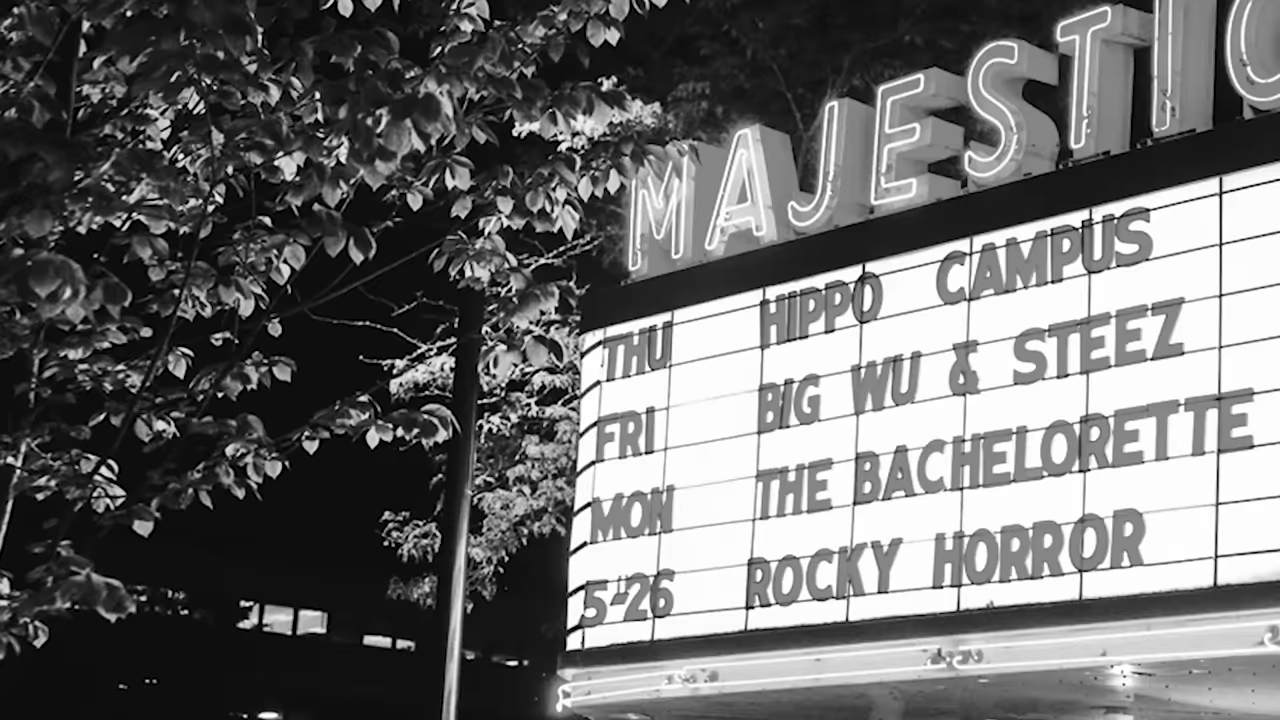 MAJESTIC
THU HIPPO CAMPUS
FRI BIG WU & STEEZ
MON THE BACHELORETTE
5-26 ROCKY HORROR